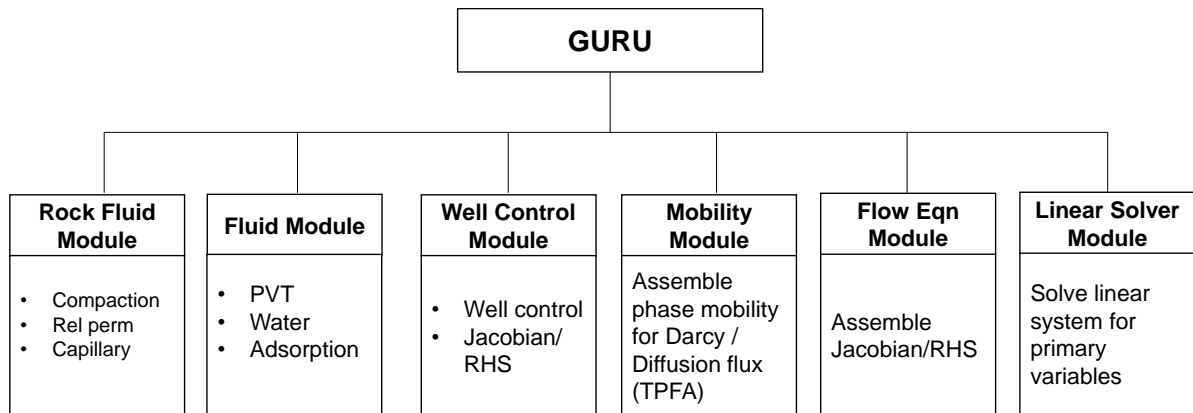 GURU
Rock Fluid
Module
• Compaction
• Rel perm
• Capillary
Fluid Module
• PVT
• Water
• Adsorption
Well Control
Module
• Well control
• Jacobian/
RHS
Mobility
Module
Assemble
phase mobility
for Darcy /
Diffusion flux
(TPFA)
Flow Eqn
Module
Assemble
Jacobian/RHS
Linear Solver
Module
Solve linear
system for
primary
variables